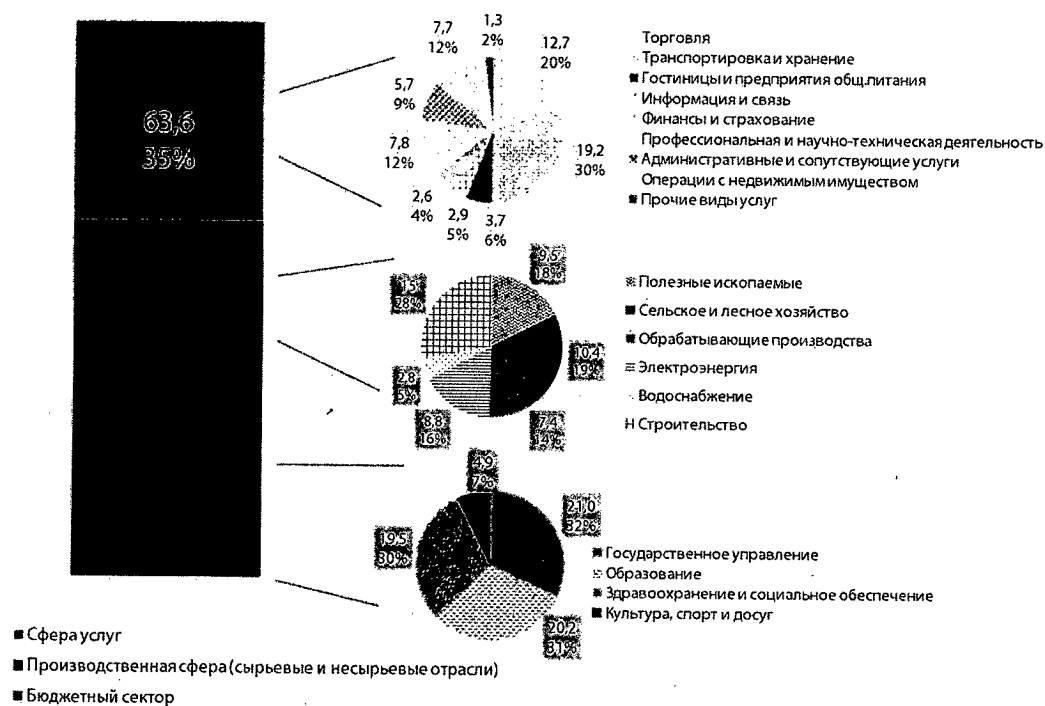 63,6
35%
7,7
12%
1,3
2%
12,7
20%
5,7
9%
7,8
12%
19,2
30%
2,6
4%
2,9
5%
3,7
6%
Торговля
Транспортировка и хранение
Гостиницы и предприятия общ.питания
Информация и связь
Финансы и страхование
Профессиональная и научно-техническая деятельность
Административные и сопутствующие услуги
Операции с недвижимым имуществом
Прочие виды услуг
9,5
18%
15
28%
10,4
19%
2,8
5%
8,8
16%
7,4
14%
Полезные ископаемые
Сельское и лесное хозяйство
Обрабатывающие производства
Электроэнергия
Водоснабжение
Строительство
4,9
7%
21,0
32%
19,5
30%
20,2
31%
Государственное управление
Образование
Здравоохранение и социальное обеспечение
Культура, спорт и досуг
Сфера услуг
Производственная сфера (сырьевые и несырьевые отрасли)
Бюджетный сектор